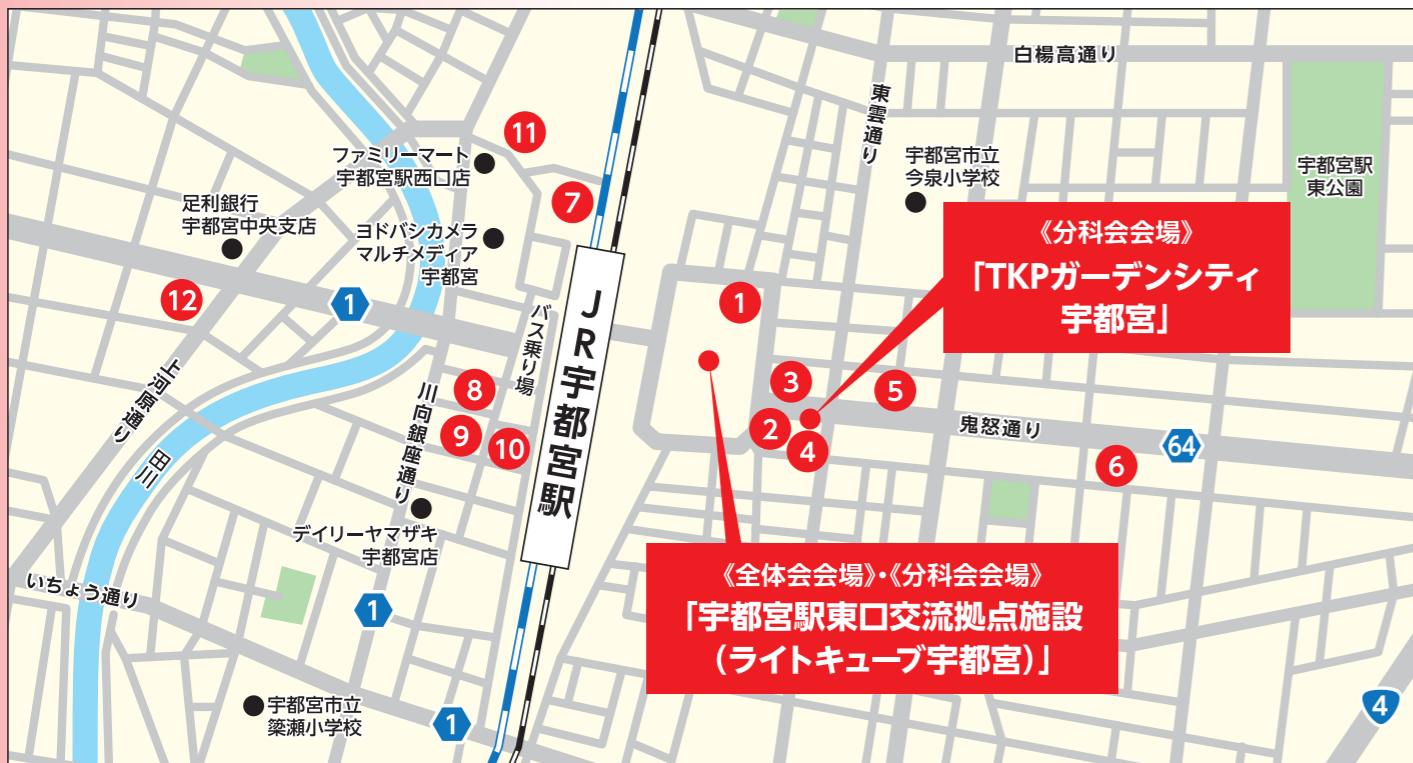 白楊高通り
東雲通り
⑪
ファミリーマート
宇都宮駅西口店
宇都宮市立
今泉小学校
宇都宮駅
東公園
⑦
足利銀行
宇都宮中央支店
ヨドバシカメラ
マルチメディア
宇都宮
《分科会会場》
「TKPガーデンシティ
宇都宮」
⑫
1
バス乗り場
JR宇都宮駅
①
上河原通り
田川
川向銀座通り
⑧
⑨
⑩
③
⑤
②
④
鬼怒通り
64
⑥
デイリーヤマザキ
宇都宮店
いちょう通り
1
《全体会会場》・《分科会会場》
「宇都宮駅東口交流拠点施設
(ライトキューブ宇都宮)」
宇都宮市立
簗瀬小学校
1
4